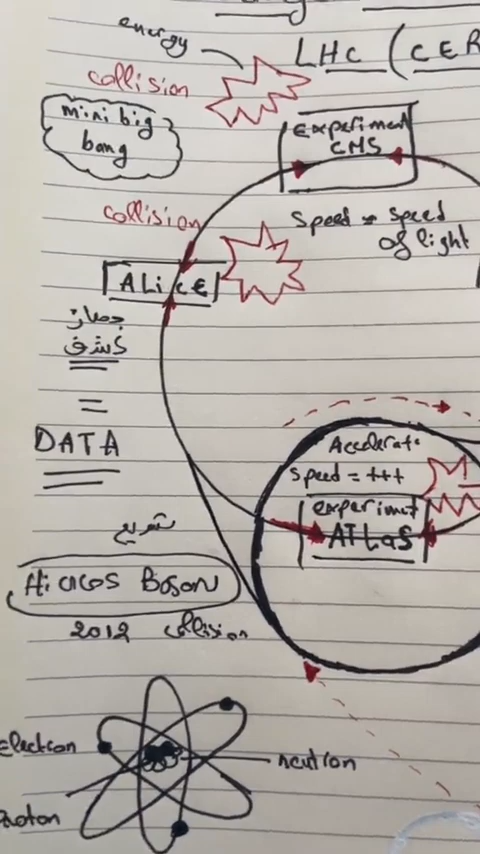 energy
LHC (CER
collision
mini big
bang
Experiment
CMS
collision
Speed = Speed
of light
ALiCE
جهاز
كشف
=
DATA
Accelerat
Speed = +++
experiment
ATLaS
تسريع
Boson
2012 collision
Electron
neutron
Proton